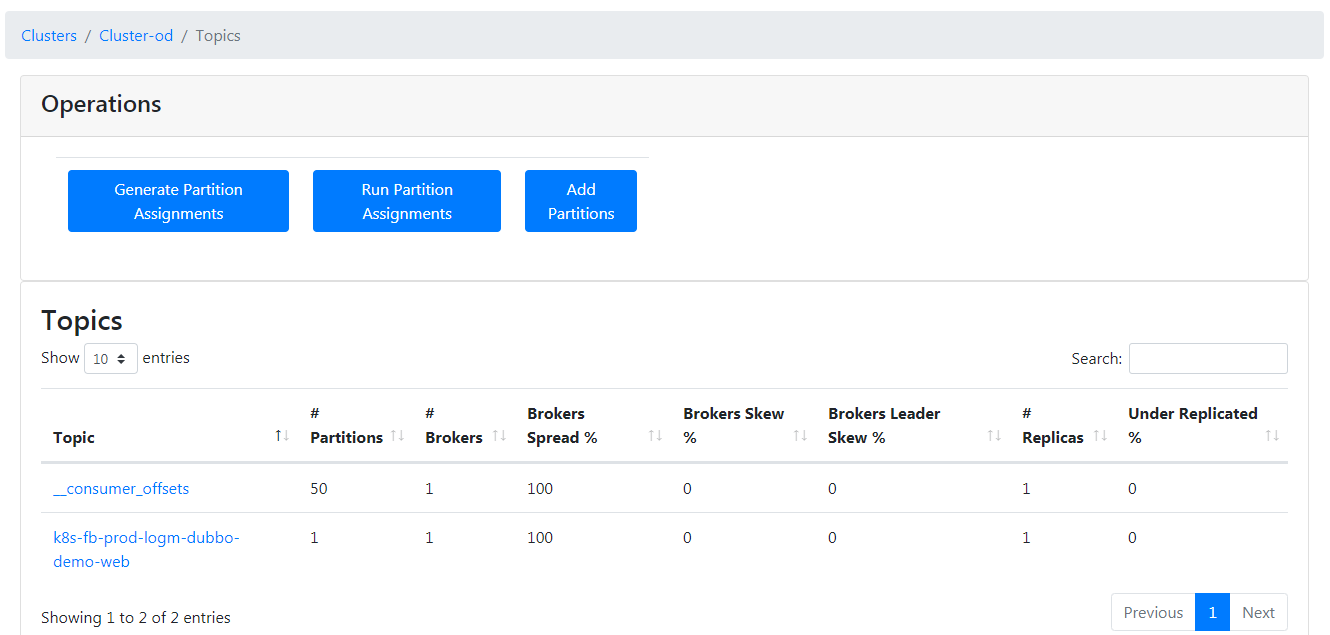 Clusters / Cluster-od / Topics
Operations
Generate Partition
Assignments
Run Partition
Assignments
Add
Partitions
Topics
Show 10 entries
Search:
Topic
# Partitions
# Brokers
Brokers Spread %
Brokers Skew %
Brokers Leader Skew %
# Replicas
Under Replicated %
__consumer_offsets 50 1 100 0 0 1 0
k8s-fb-prod-logm-dubbo- 1 1 100 0 0 1 0
demo-web
Showing 1 to 2 of 2 entries
Previous 1 Next